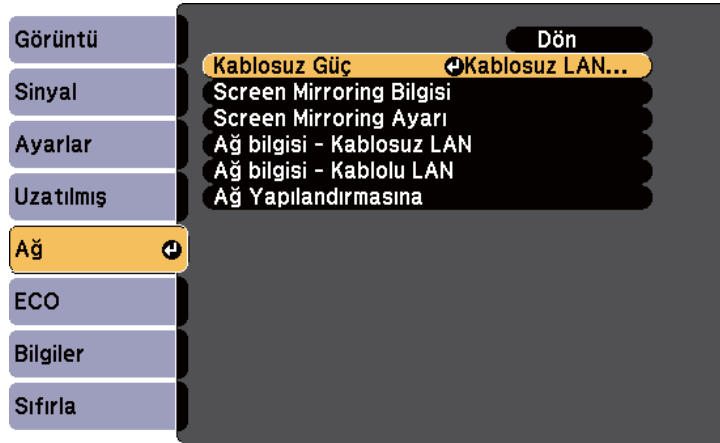 Görüntü
Sinyal
Ayarlar
Uzatılmış
Ağ
ECO
Bilgiler
Sıfırla
Dön
Kablosuz Güç Kablosuz LAN...
Screen Mirroring Bilgisi
Screen Mirroring Ayarı
Ağ bilgisi - Kablosuz LAN
Ağ bilgisi - Kablolu LAN
Ağ Yapılandırmasına